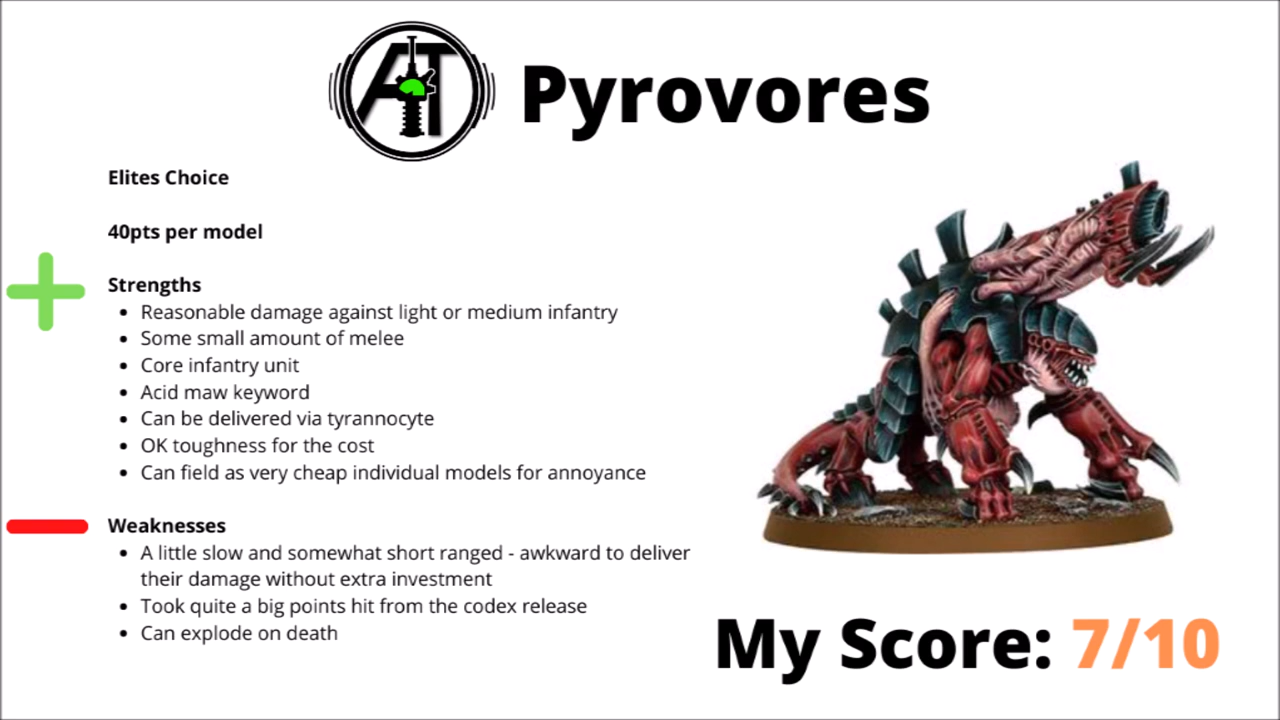 AT
Pyrovores
Elites Choice
40pts per model
Strengths
• Reasonable damage against light or medium infantry
• Some small amount of melee
• Core infantry unit
• Acid maw keyword
• Can be delivered via tyrannocyte
• OK toughness for the cost
• Can field as very cheap individual models for annoyance
Weaknesses
• A little slow and somewhat short ranged - awkward to deliver
their damage without extra investment
• Took quite a big points hit from the codex release
• Can explode on death
My Score: 7/10